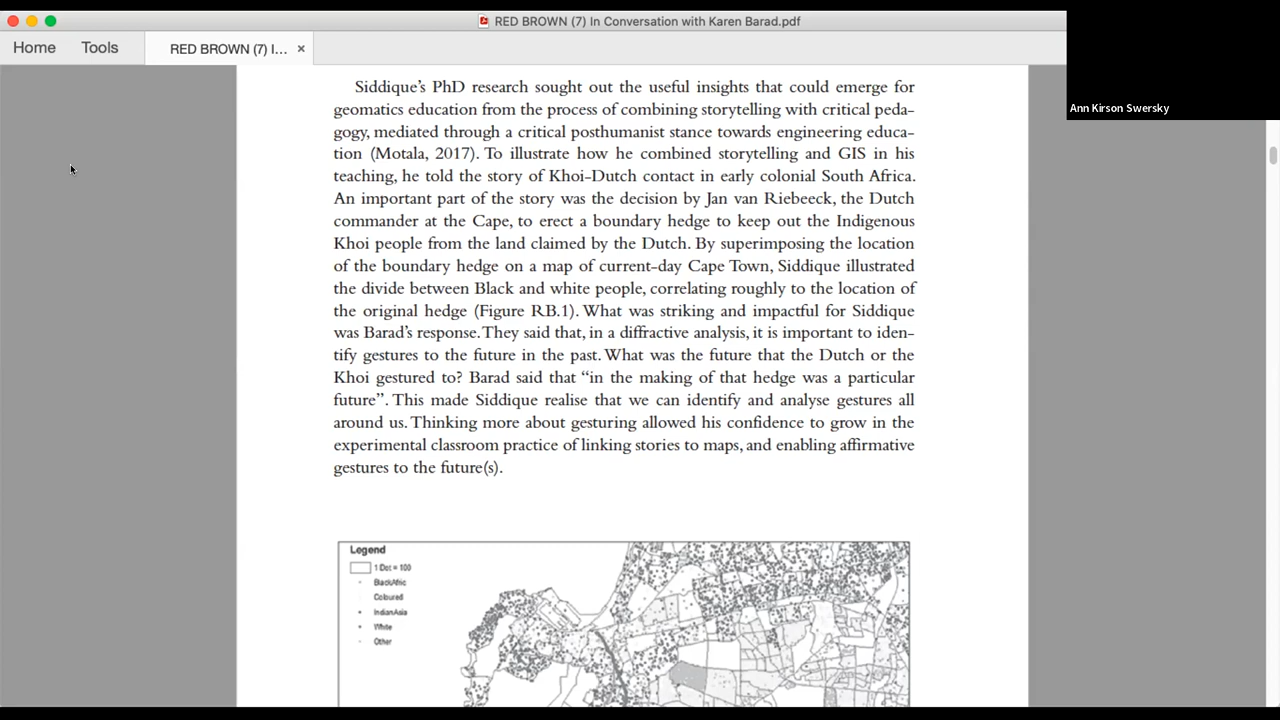 RED BROWN (7) In Conversation with Karen Barad.pdf
Home
Tools
RED BROWN (7) I...
×
Ann Kirson Swersky
Siddique's PhD research sought out the useful insights that could emerge for
geomatics education from the process of combining storytelling with critical peda-
gogy, mediated through a critical posthumanist stance towards engineering educa-
tion (Motala, 2017). To illustrate how he combined storytelling and GIS in his
teaching, he told the story of Khoi-Dutch contact in early colonial South Africa.
An important part of the story was the decision by Jan van Riebeeck, the Dutch
commander at the Cape, to erect a boundary hedge to keep out the Indigenous
Khoi people from the land claimed by the Dutch. By superimposing the location
of the boundary hedge on a map of current-day Cape Town, Siddique illustrated
the divide between Black and white people, correlating roughly to the location of
the original hedge (Figure RB.1). What was striking and impactful for Siddique
was Barad's response. They said that, in a diffractive analysis, it is important to iden-
tify gestures to the future in the past. What was the future that the Dutch or the
Khoi gestured to? Barad said that “in the making of that hedge was a particular
future”. This made Siddique realise that we can identify and analyse gestures all
around us. Thinking more about gesturing allowed his confidence to grow in the
experimental classroom practice of linking stories to maps, and enabling affirmative
gestures to the future(s).
Legend
1 Dot = 100
BlackAfric
Coloured
IndianAsia
White
Other